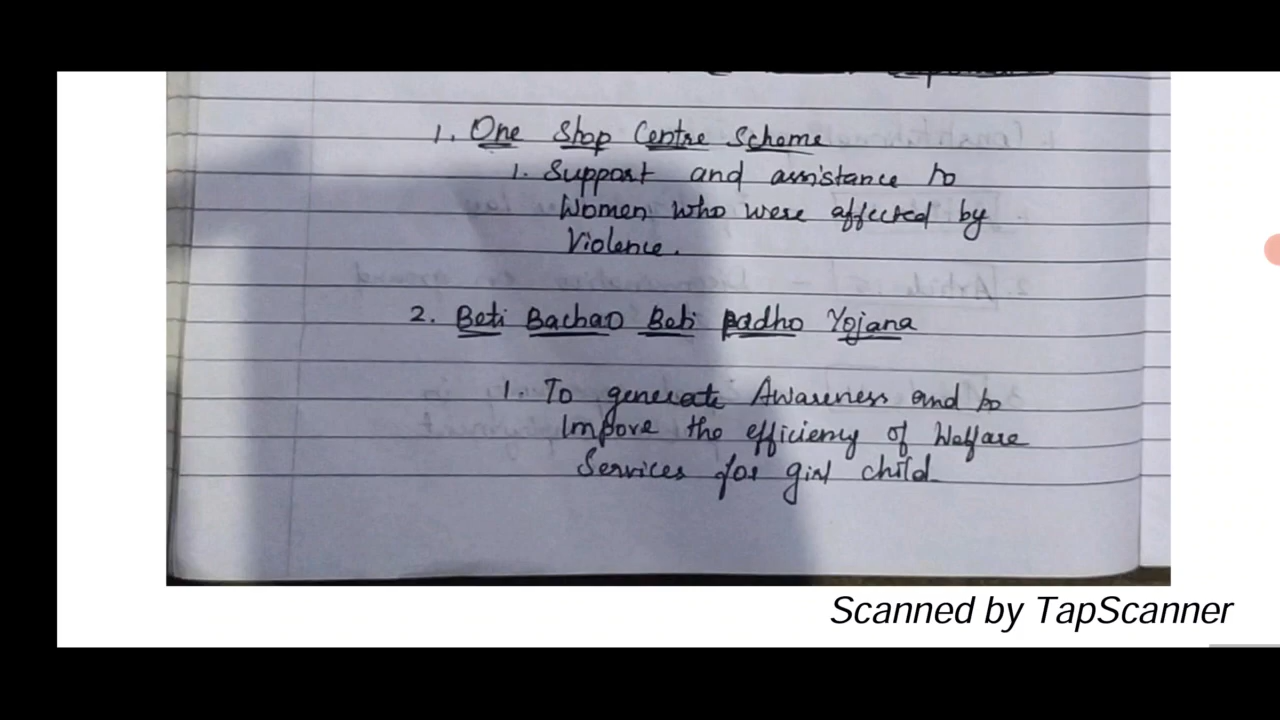 1. One Stop Centre Scheme
1. Support and assistance to
Women who were affected by
Violence.
2. Beti Bachao Beti padho Yojana
1. To generate Awareness and to
Impove the efficiemy of Welfare
Services for girl child
Scanned by TapScanner